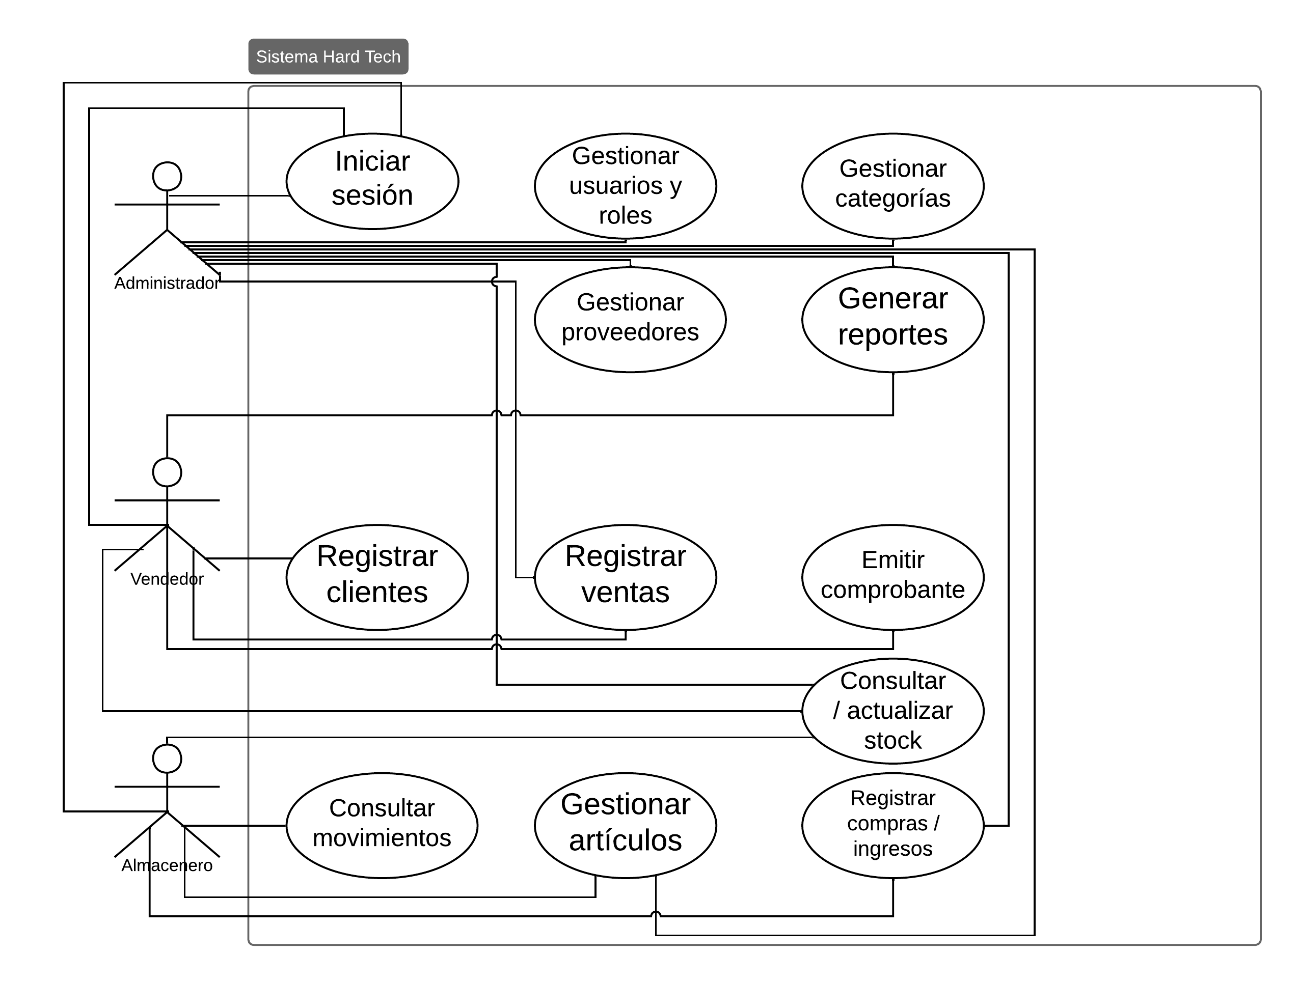 Sistema Hard Tech
Iniciar
sesión
Gestionar
usuarios y
roles
Gestionar
categorías
Administrador
Gestionar
proveedores
Generar
reportes
Vendedor
Registrar
clientes
Registrar
ventas
Emitir
comprobante
Consultar
/ actualizar
stock
Almacenero
Consultar
movimientos
Gestionar
artículos
Registrar
compras /
ingresos